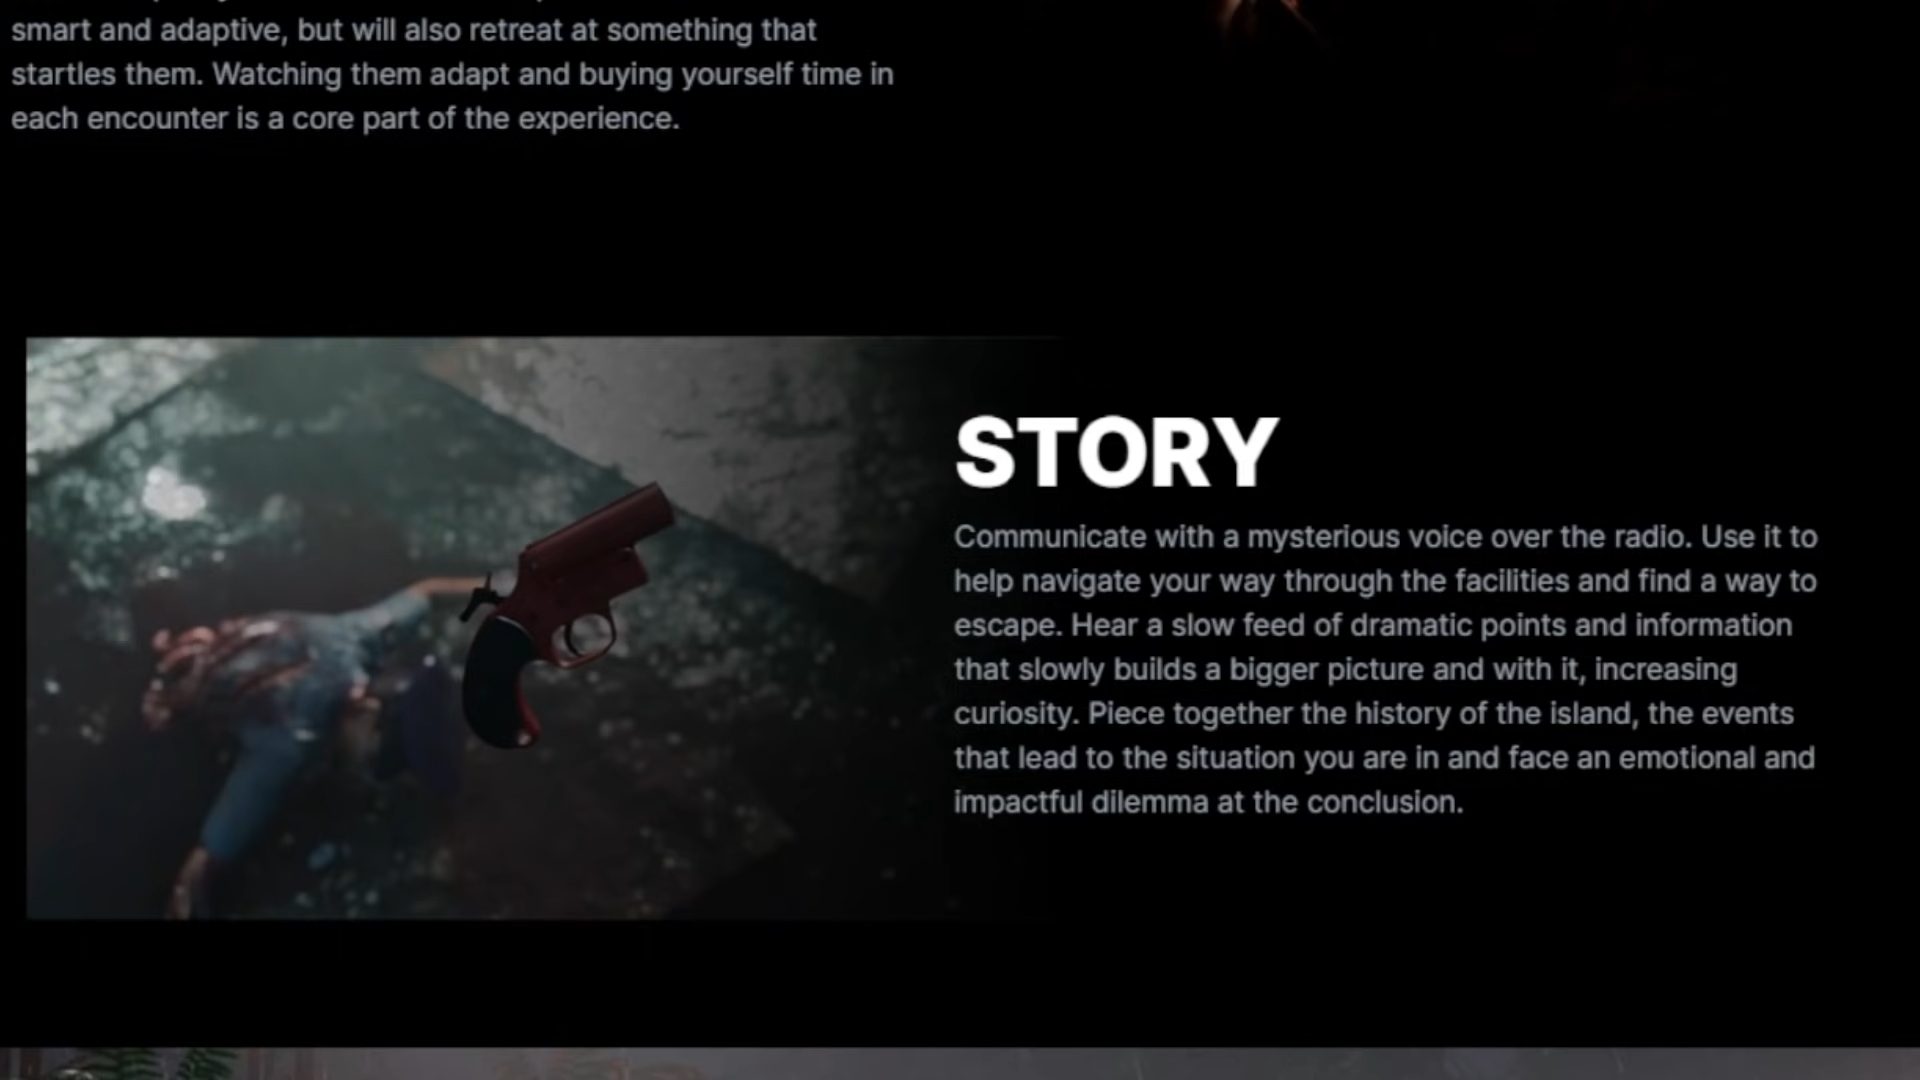 smart and adaptive, but will also retreat at something that
startles them. Watching them adapt and buying yourself time in
each encounter is a core part of the experience.
STORY
Communicate with a mysterious voice over the radio. Use it to
help navigate your way through the facilities and find a way to
escape. Hear a slow feed of dramatic points and information
that slowly builds a bigger picture and with it, increasing
curiosity. Piece together the history of the island, the events
that lead to the situation you are in and face an emotional and
impactful dilemma at the conclusion.